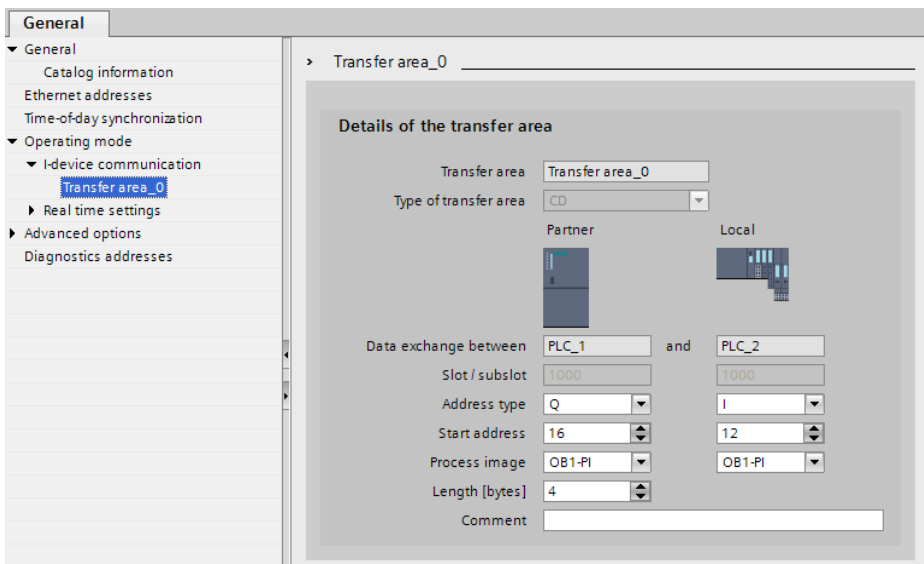 General
General
Catalog information
Ethernet addresses
Time-of-day synchronization
Operating mode
I-device communication
Transfer area_0
Real time settings
Advanced options
Diagnostics addresses
Transfer area_0
Details of the transfer area
Transfer area Transfer area_0
Type of transfer area CD
Partner Local
Data exchange between PLC_1 and PLC_2
Slot / subslot 1000 1000
Address type Q I
Start address 16 12
Process image OB1-PI OB1-PI
Length [bytes] 4
Comment